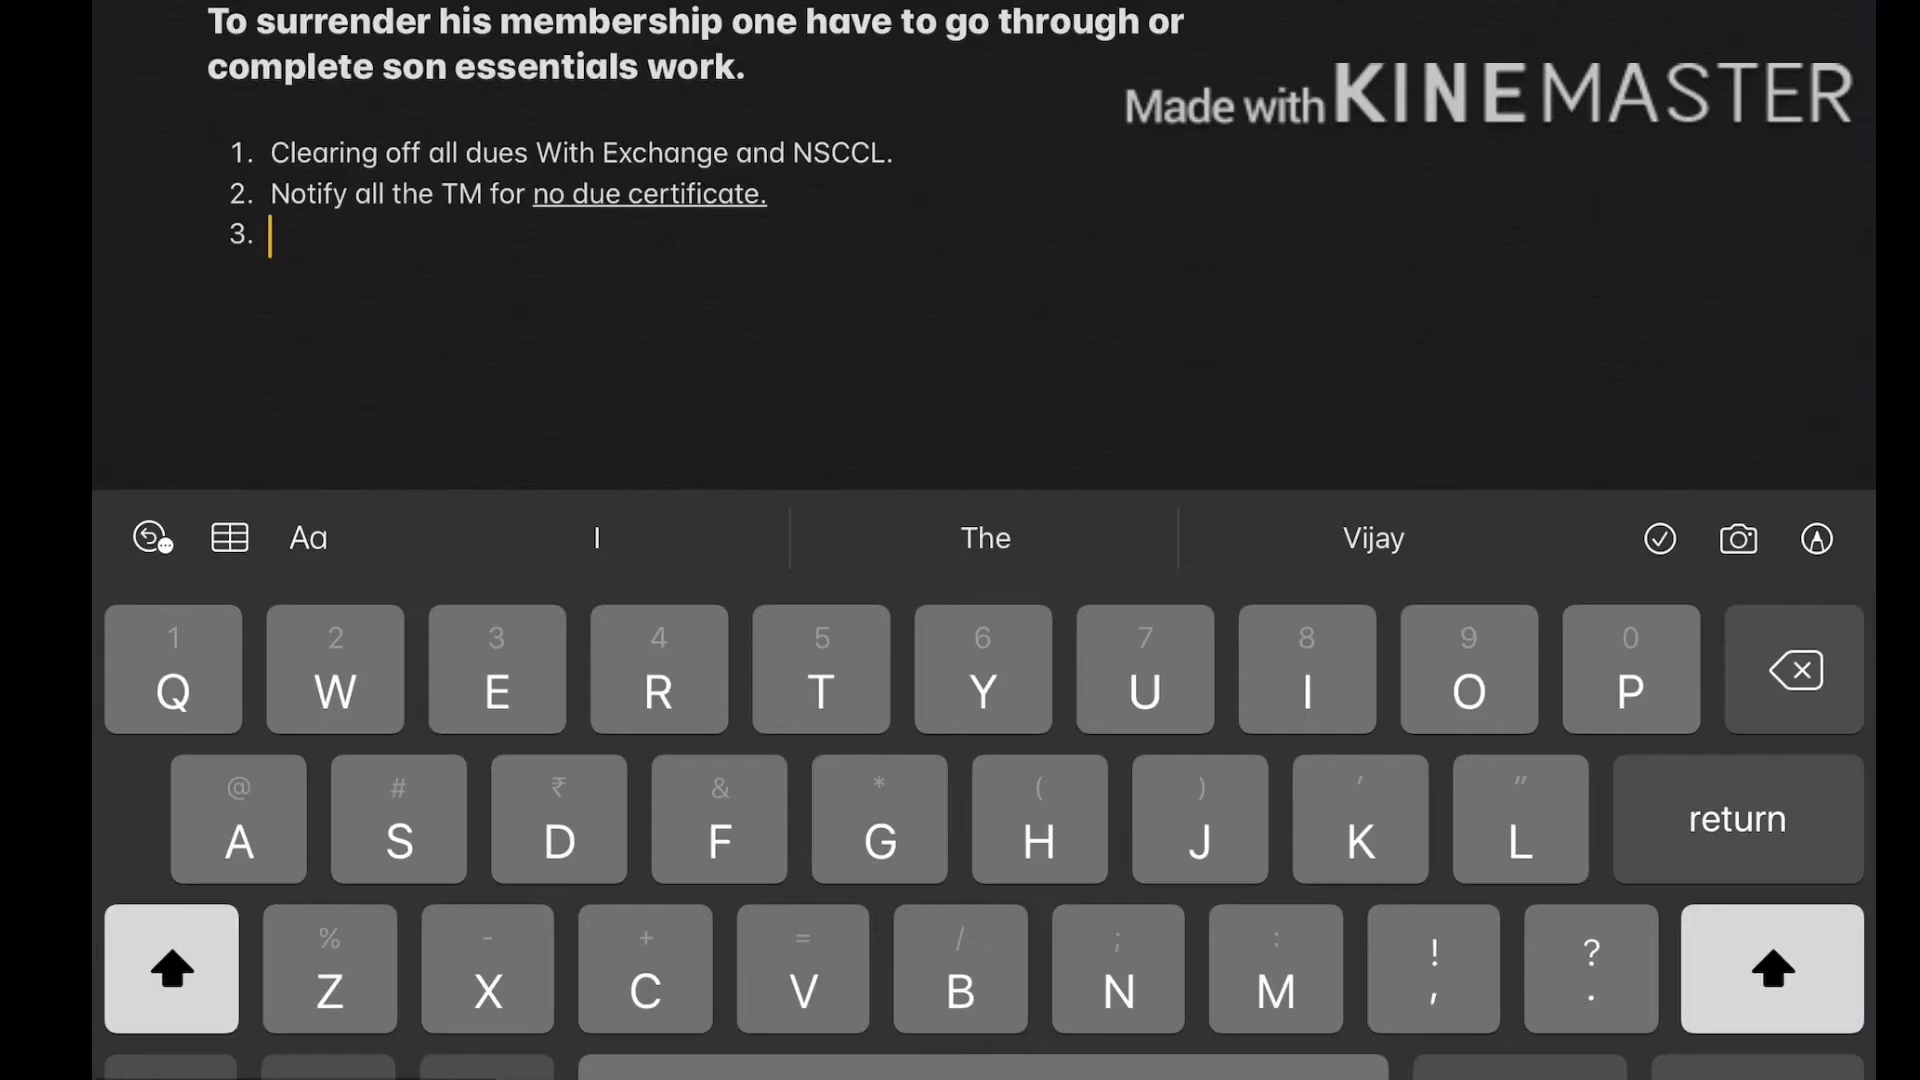 To surrender his membership one have to go through or
complete son essentials work.
Made with KINEMASTER
1. Clearing off all dues With Exchange and NSCCL.
2. Notify all the TM for no due certificate.
3.
Aa I The Vijay
1 2 3 4 5 6 7 8 9 0
Q W E R T Y U I O P
@ # ₹ & * ( ) ' "
A S D F G H J K L return
% - + = / ; : ! ?
Z X C V B N M , .